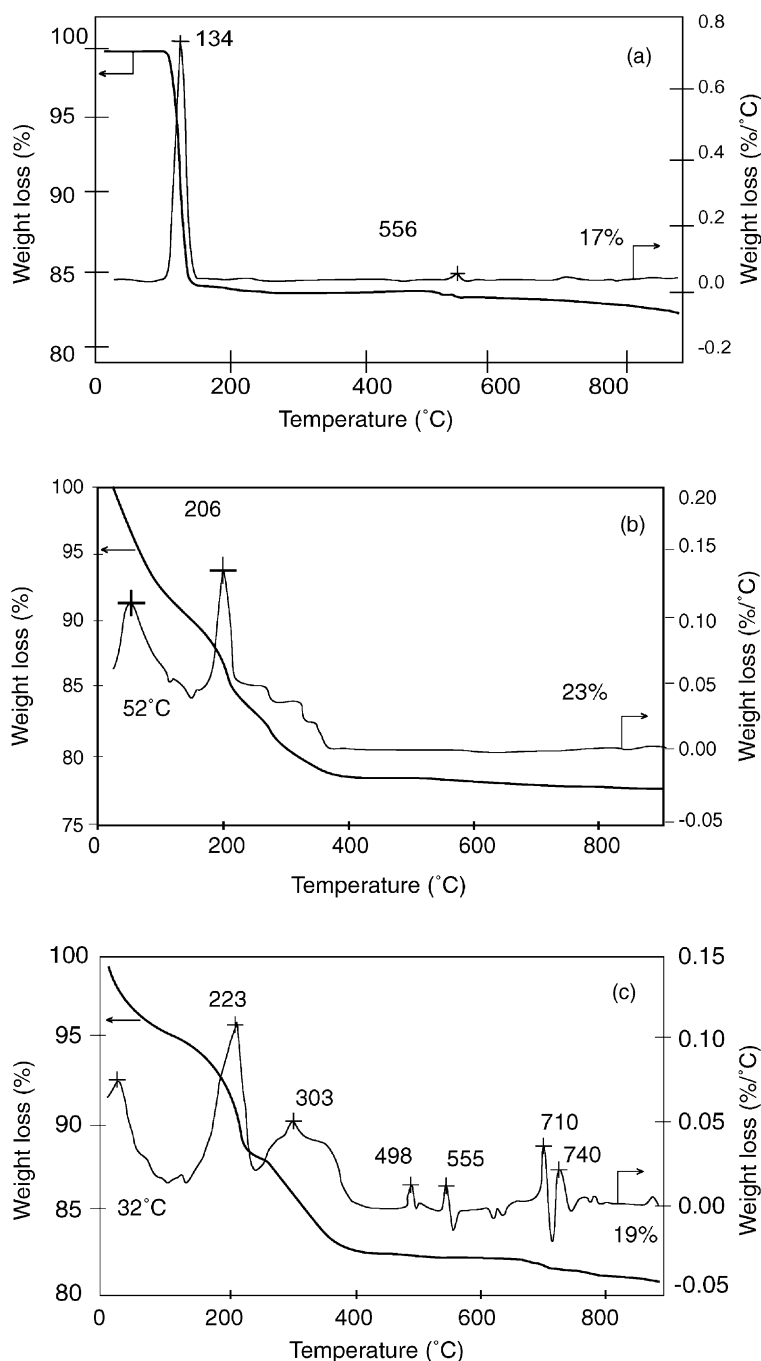 100
134
0.8
(a)
0.6
95
0.4
90
0.2
556
17%
85
0.0
80
-0.2
0 200 400 600 800
Weight loss (%)
Weight loss (%/˚C)
Temperature (˚C)
100
0.20
206
(b)
95
0.15
90
0.10
85
52˚C
0.05
23%
80
0.00
75
-0.05
0 200 400 600 800
Weight loss (%)
Weight loss (%/˚C)
Temperature (˚C)
100
0.15
223
(c)
95
0.10
303
90
0.05
710
498 555 740
85
32˚C
0.00
19%
80
-0.05
0 200 400 600 800
Weight loss (%)
Weight loss (%/˚C)
Temperature (˚C)